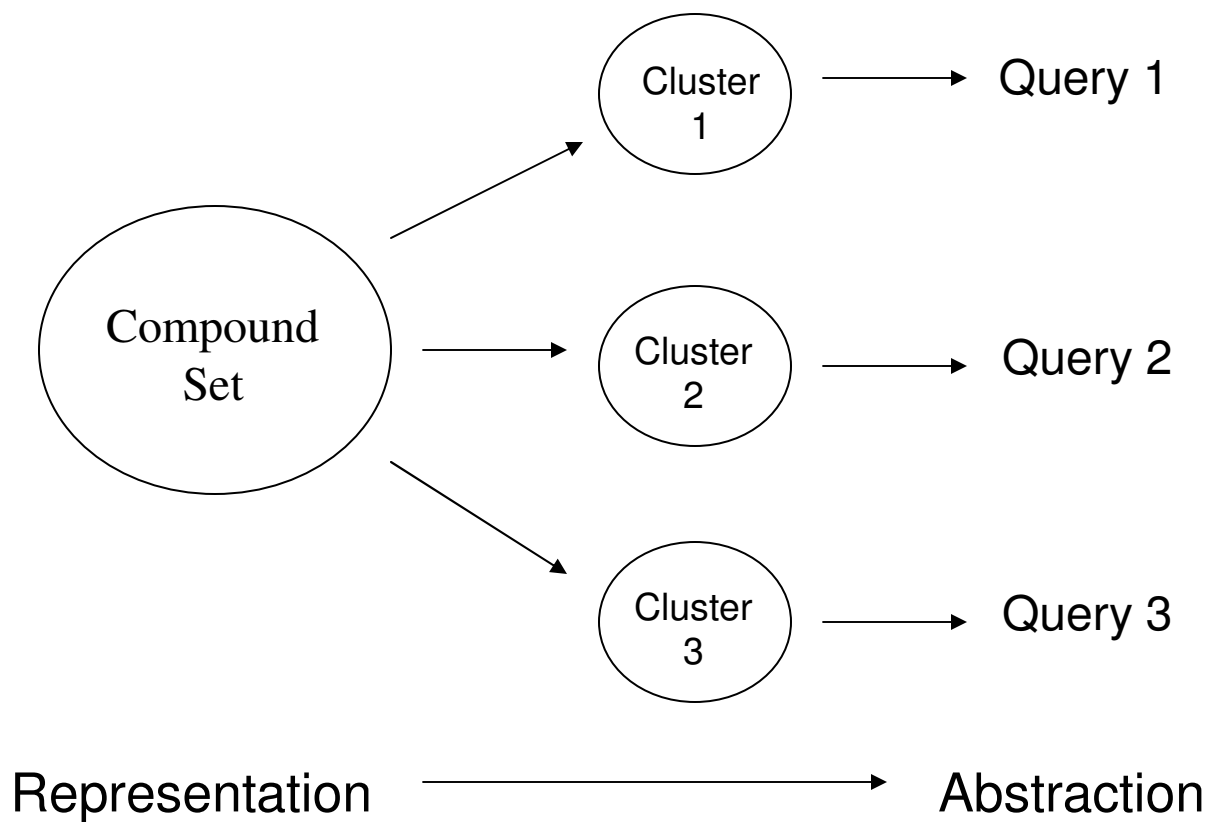 Cluster
1
Query 1
Compound
Set
Cluster
2
Query 2
Cluster
3
Query 3
Representation
Abstraction